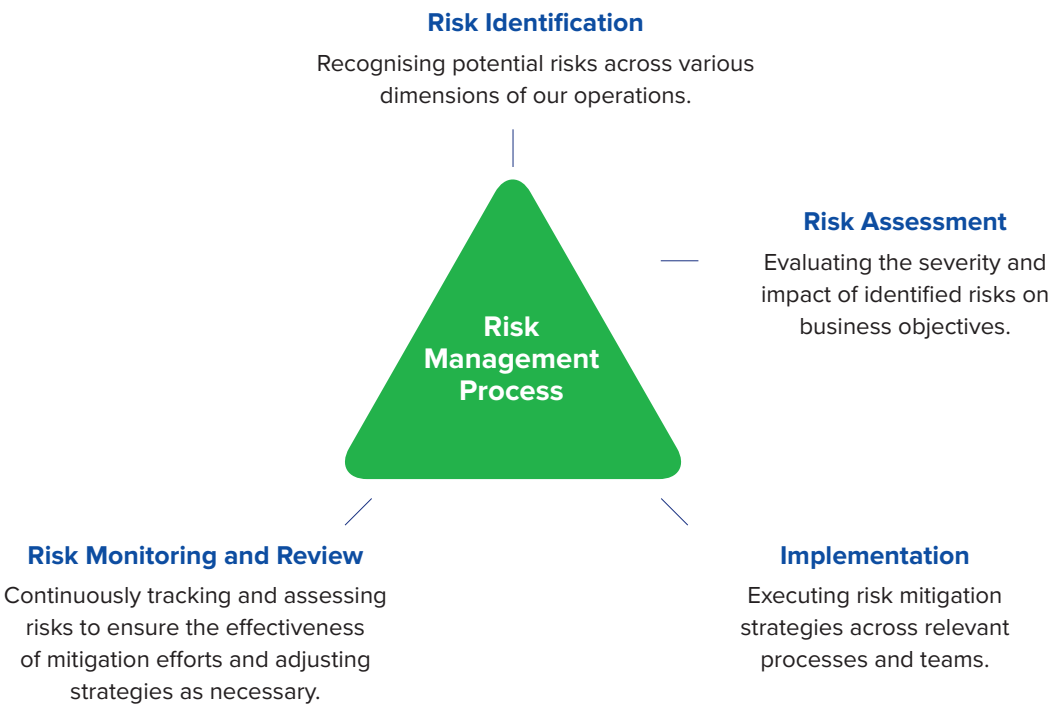 Risk Identification
Recognising potential risks across various
dimensions of our operations.
Risk Assessment
Evaluating the severity and
impact of identified risks on
business objectives.
Risk
Management
Process
Implementation
Executing risk mitigation
strategies across relevant
processes and teams.
Risk Monitoring and Review
Continuously tracking and assessing
risks to ensure the effectiveness
of mitigation efforts and adjusting
strategies as necessary.